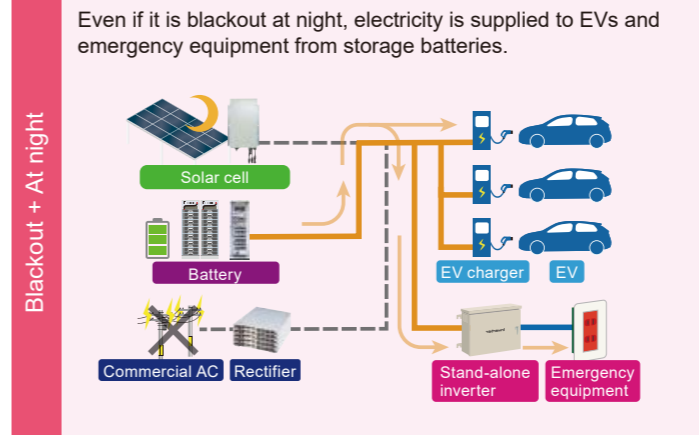 Even if it is blackout at night, electricity is supplied to EVs and
emergency equipment from storage batteries.
Blackout + At night
Solar cell
Battery
EV charger
EV
Commercial AC
Rectifier
Stand-alone
inverter
Emergency
equipment